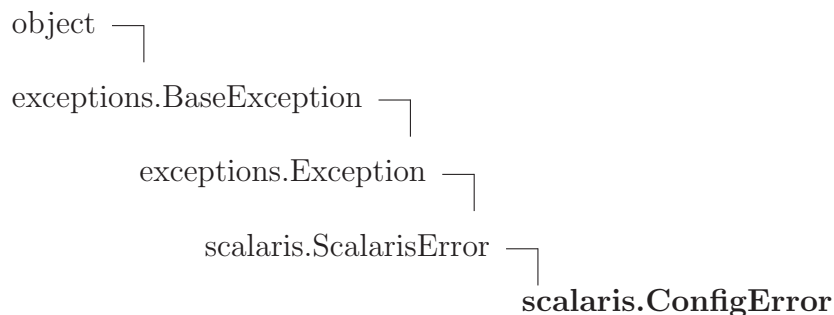 object
exceptions.BaseException
exceptions.Exception
scalaris.ScalarisError
scalaris.ConfigError